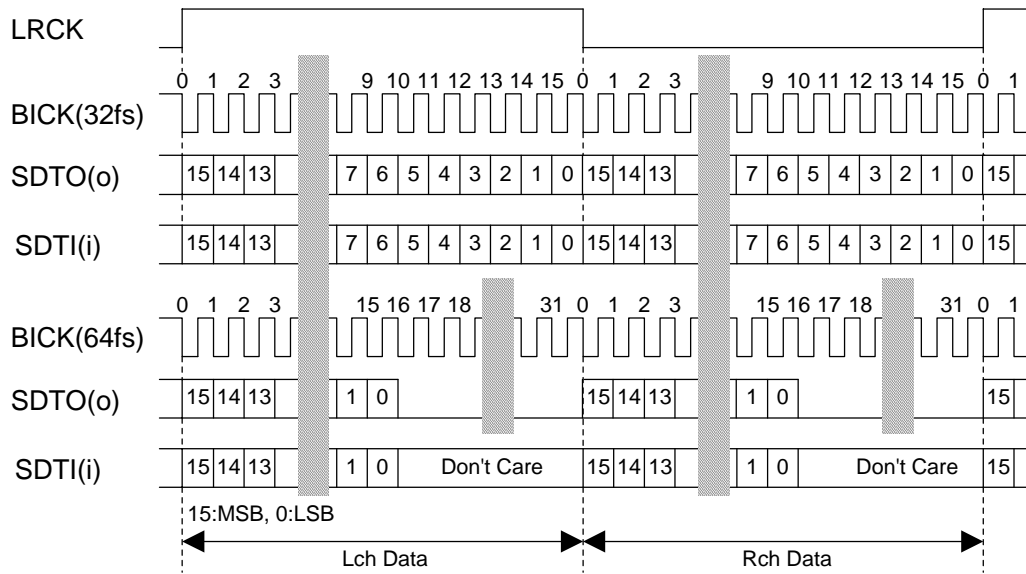 LRCK
0 1 2 3 9 10 11 12 13 14 15 0 1 2 3 9 10 11 12 13 14 15 0 1
BICK(32fs)
SDTO(o) 15 14 13 7 6 5 4 3 2 1 0 15 14 13 7 6 5 4 3 2 1 0 15
SDTI(i) 15 14 13 7 6 5 4 3 2 1 0 15 14 13 7 6 5 4 3 2 1 0 15
0 1 2 3 15 16 17 18 31 0 1 2 3 15 16 17 18 31 0 1
BICK(64fs)
SDTO(o) 15 14 13 1 0 15 14 13 1 0 15
SDTI(i) 15 14 13 1 0 Don't Care 15 14 13 1 0 Don't Care 15
15:MSB, 0:LSB
Lch Data Rch Data